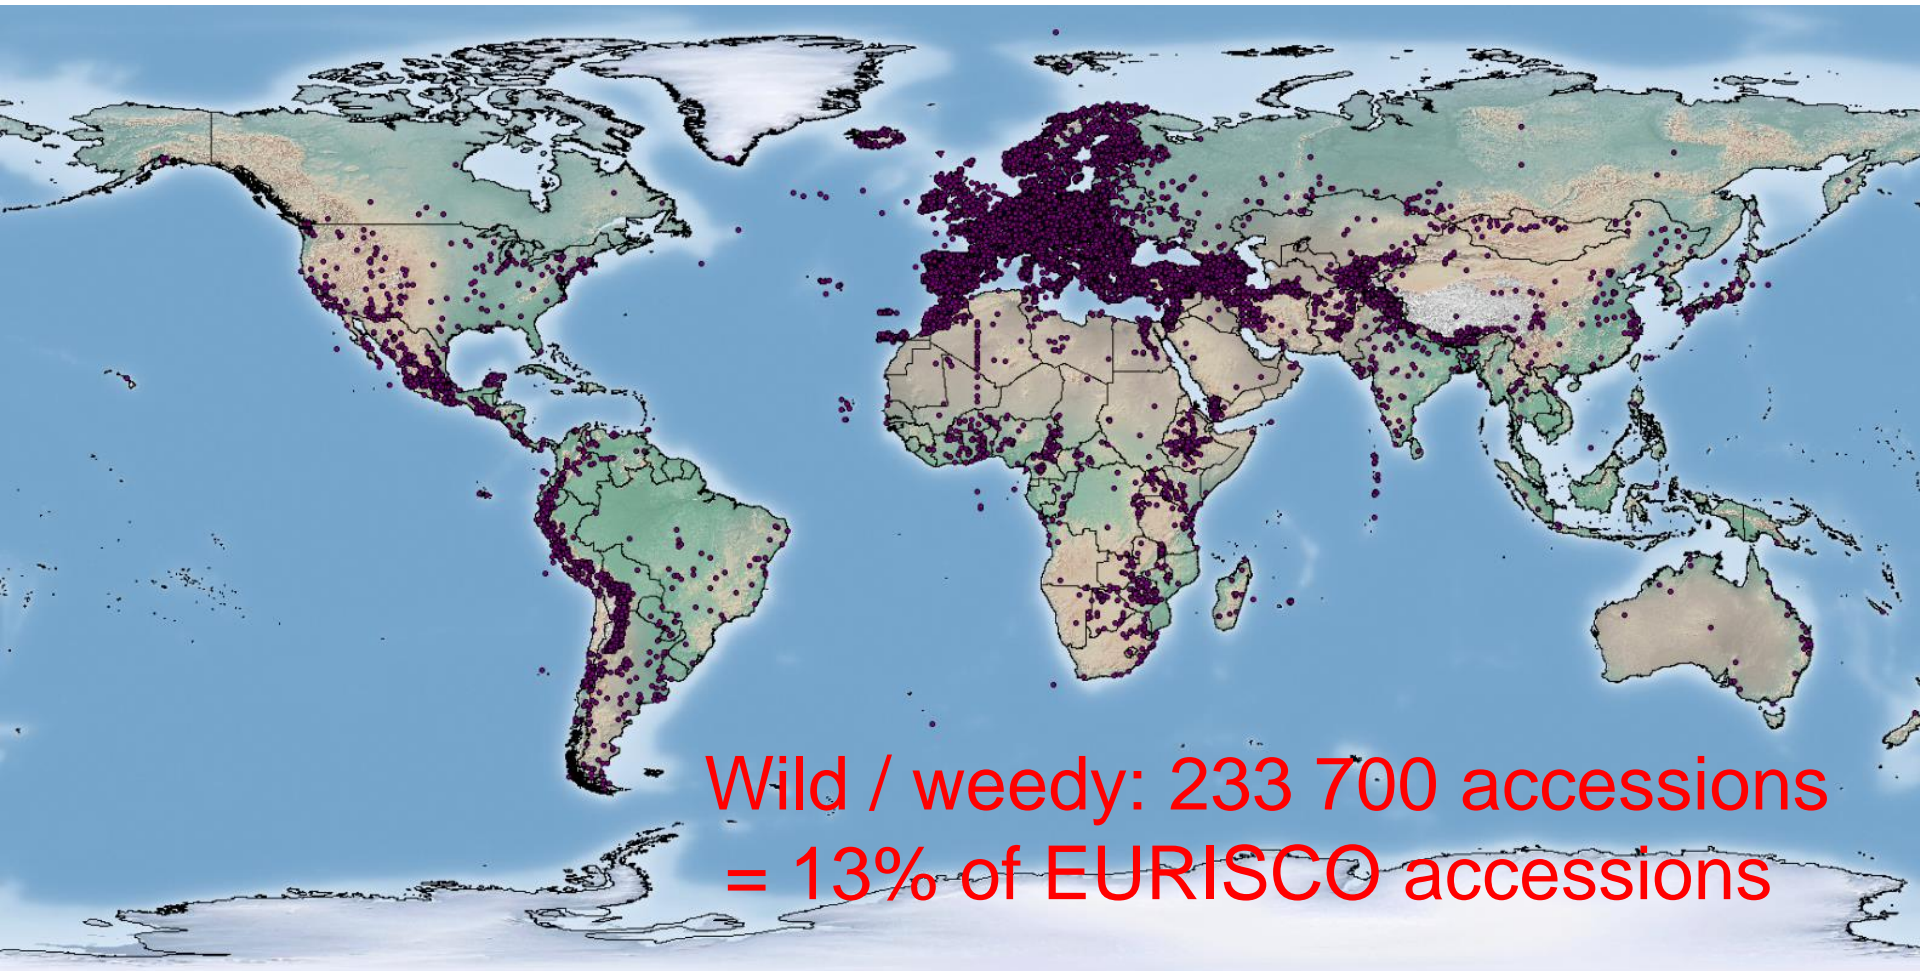 Wild / weedy: 233 700 accessions
= 13% of EURISCO accessions